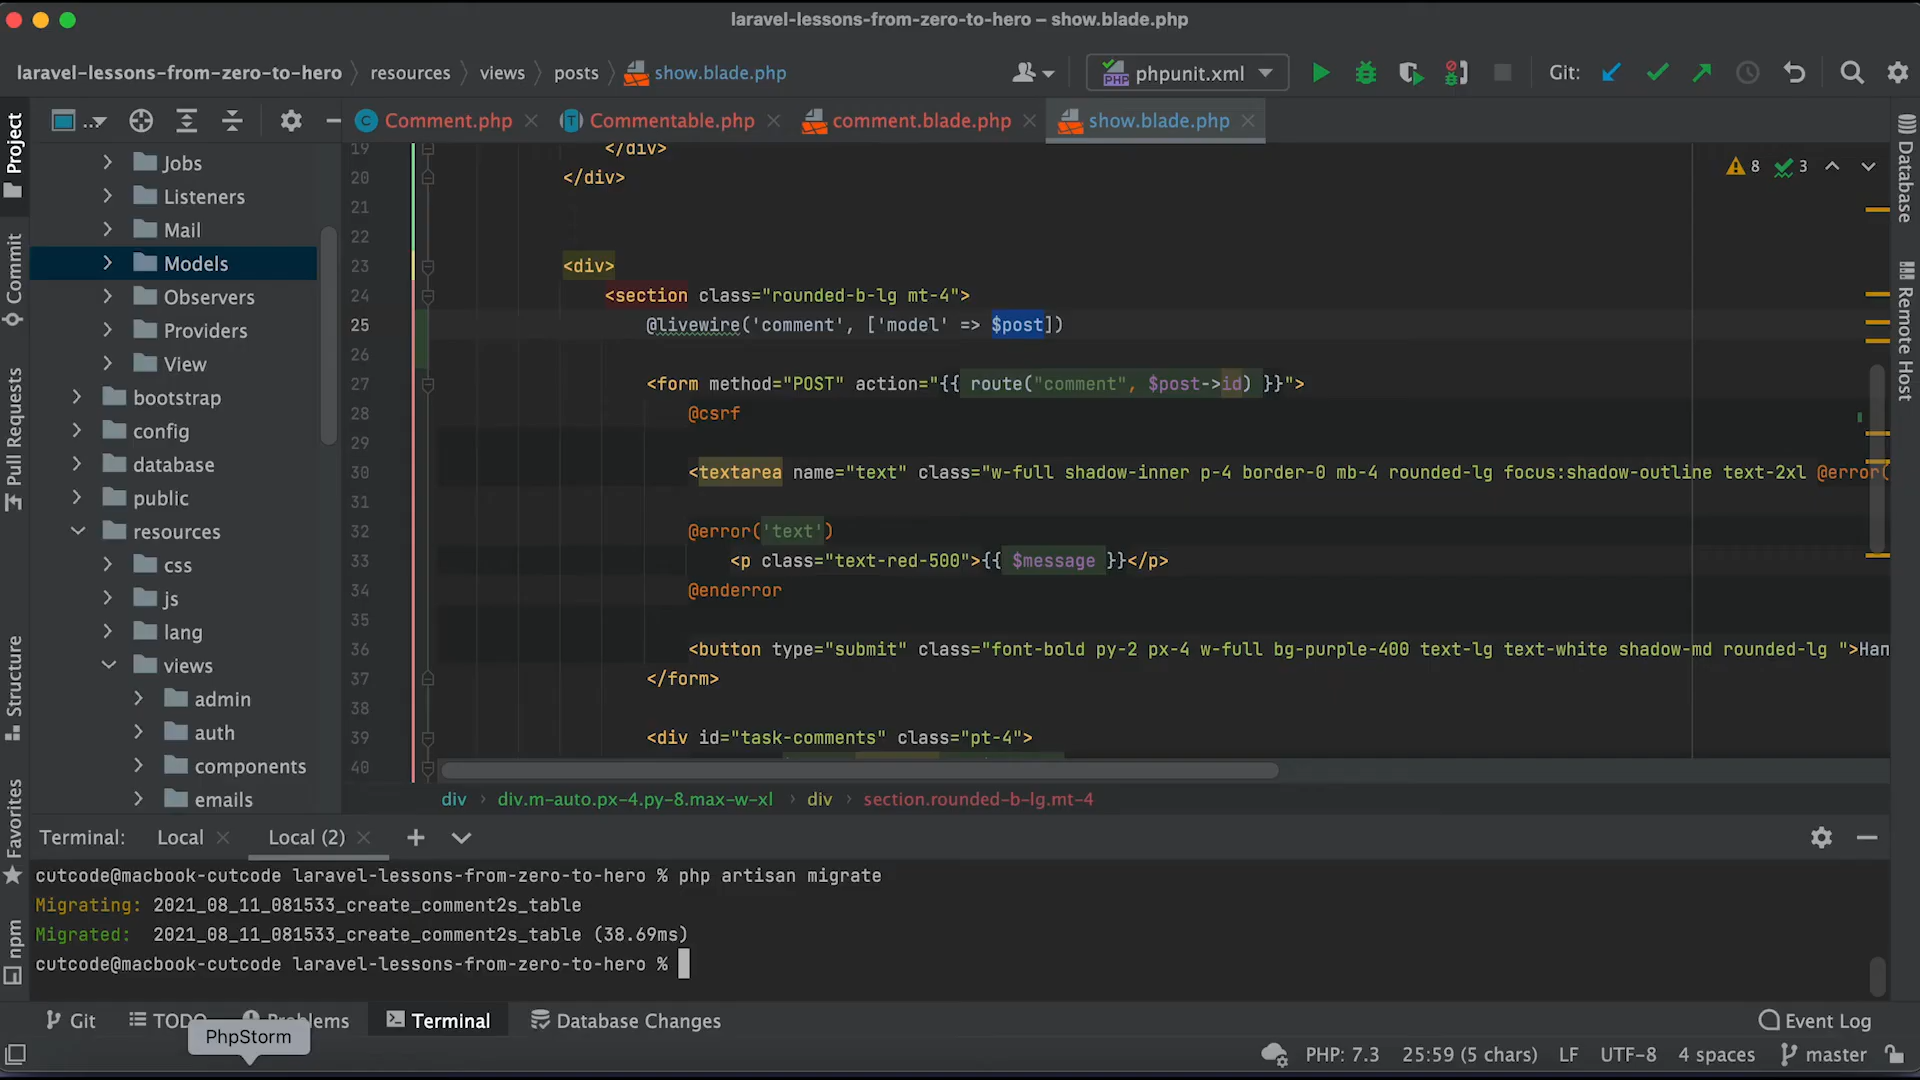 laravel-lessons-from-zero-to-hero – show.blade.php
laravel-lessons-from-zero-to-hero resources views posts show.blade.php
phpunit.xml
Git:
Project
Commit
Pull Requests
Structure
Favorites
npm
Database
Remote Host
...
Comment.php
Commentable.php
comment.blade.php
show.blade.php
8
3
Jobs
Listeners
Mail
Models
Observers
Providers
View
bootstrap
config
database
public
resources
css
js
lang
views
admin
auth
components
emails
19 </div>
20 </div>
21
22
23 <div>
24 <section class="rounded-b-lg mt-4">
25 @livewire('comment', ['model' => $post])
26
27 <form method="POST" action="{{ route("comment", $post->id) }}">
28 @csrf
29
30 <textarea name="text" class="w-full shadow-inner p-4 border-0 mb-4 rounded-lg focus:shadow-outline text-2xl @error(
31
32 @error('text')
33 <p class="text-red-500">{{ $message }}</p>
34 @enderror
35
36 <button type="submit" class="font-bold py-2 px-4 w-full bg-purple-400 text-lg text-white shadow-md rounded-lg ">Нап
37 </form>
38
39 <div id="task-comments" class="pt-4">
40
div div.m-auto.px-4.py-8.max-w-xl div section.rounded-b-lg.mt-4
Terminal: Local Local (2)
cutcode@macbook-cutcode laravel-lessons-from-zero-to-hero % php artisan migrate
Migrating: 2021_08_11_081533_create_comment2s_table
Migrated: 2021_08_11_081533_create_comment2s_table (38.69ms)
cutcode@macbook-cutcode laravel-lessons-from-zero-to-hero %
Git TODO Problems Terminal Database Changes Event Log
PhpStorm
PHP: 7.3 25:59 (5 chars) LF UTF-8 4 spaces master